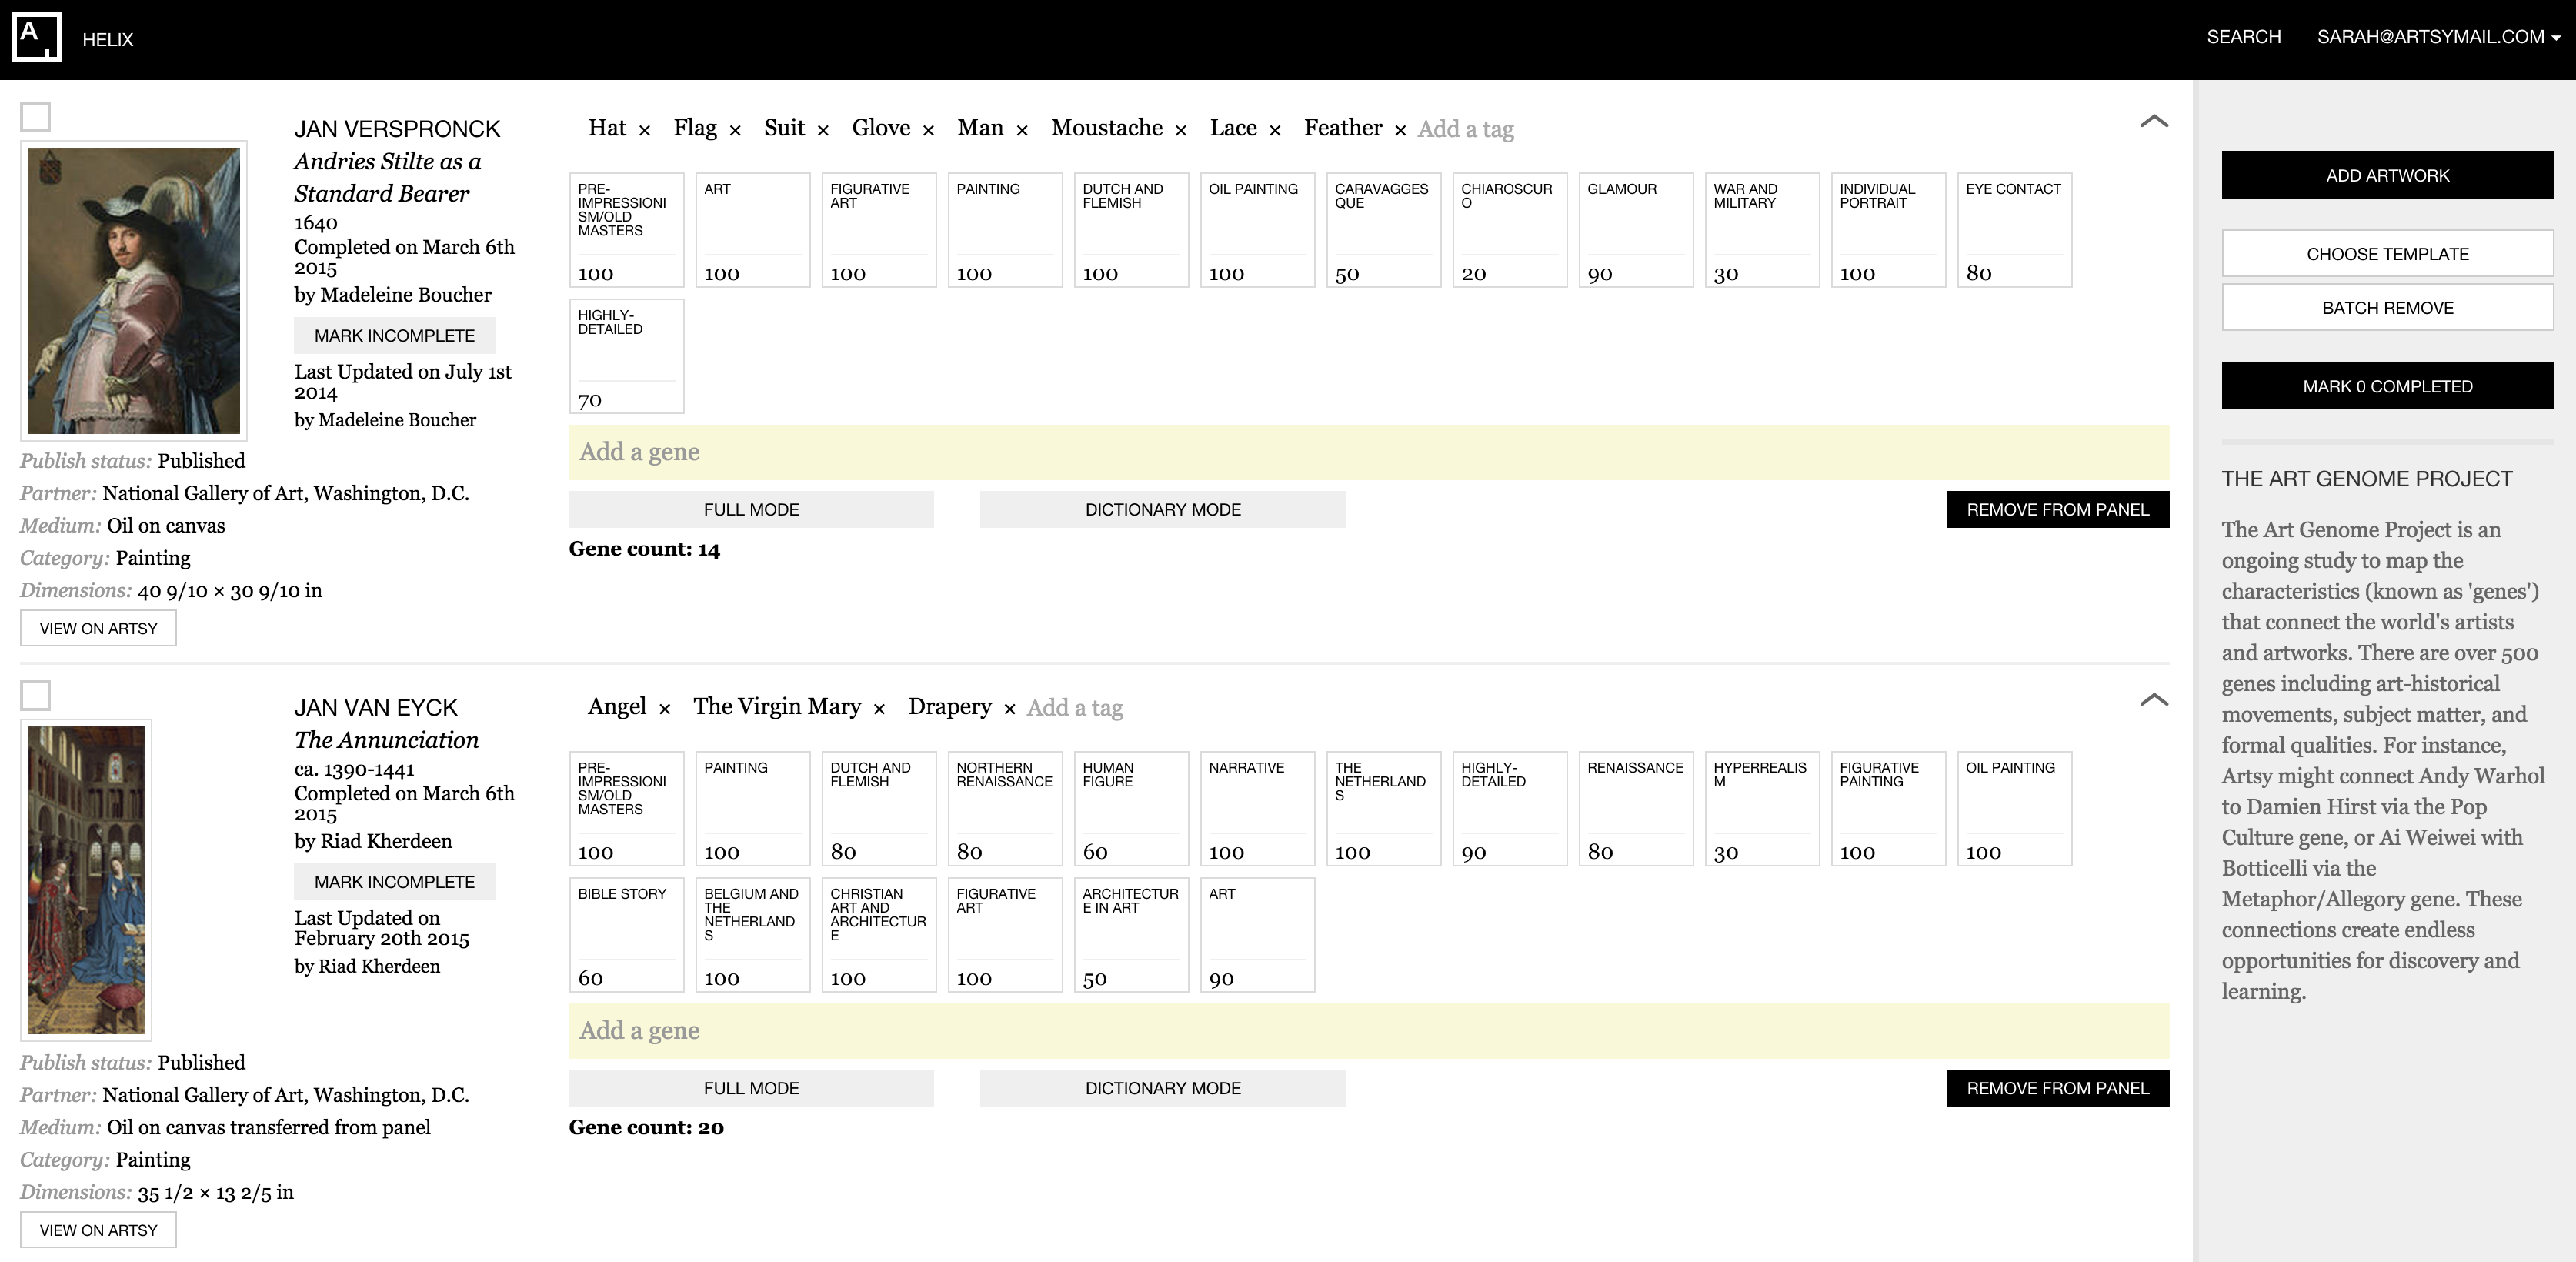 A
HELIX
SEARCH
SARAH@ARTSYMAIL.COM
JAN VERSPRONCK
Andries Stilte as a
Standard Bearer
1640
Completed on March 6th
2015
by Madeleine Boucher
MARK INCOMPLETE
Last Updated on July 1st
2014
by Madeleine Boucher
Publish status: Published
Partner: National Gallery of Art, Washington, D.C.
Medium: Oil on canvas
Category: Painting
Dimensions: 40 9/10 × 30 9/10 in
VIEW ON ARTSY
Hat × Flag × Suit × Glove × Man × Moustache × Lace × Feather × Add a tag
PRE-
IMPRESSIONI
SM/OLD
MASTERS
100
ART
100
FIGURATIVE
ART
100
PAINTING
100
DUTCH AND
FLEMISH
100
OIL PAINTING
100
CARAVAGGES
QUE
50
CHIAROSCUR
O
20
GLAMOUR
90
WAR AND
MILITARY
30
INDIVIDUAL
PORTRAIT
100
EYE CONTACT
80
HIGHLY-
DETAILED
70
Add a gene
FULL MODE
DICTIONARY MODE
REMOVE FROM PANEL
Gene count: 14
JAN VAN EYCK
The Annunciation
ca. 1390-1441
Completed on March 6th
2015
by Riad Kherdeen
MARK INCOMPLETE
Last Updated on
February 20th 2015
by Riad Kherdeen
Publish status: Published
Partner: National Gallery of Art, Washington, D.C.
Medium: Oil on canvas transferred from panel
Category: Painting
Dimensions: 35 1/2 × 13 2/5 in
VIEW ON ARTSY
Angel × The Virgin Mary × Drapery × Add a tag
PRE-
IMPRESSIONI
SM/OLD
MASTERS
100
PAINTING
100
DUTCH AND
FLEMISH
80
NORTHERN
RENAISSANCE
80
HUMAN
FIGURE
60
NARRATIVE
100
THE
NETHERLAND
S
100
HIGHLY-
DETAILED
90
RENAISSANCE
80
HYPERREALIS
M
30
FIGURATIVE
PAINTING
100
OIL PAINTING
100
BIBLE STORY
60
BELGIUM AND
THE
NETHERLAND
S
100
CHRISTIAN
ART AND
ARCHITECTUR
E
100
FIGURATIVE
ART
100
ARCHITECTUR
E IN ART
50
ART
90
Add a gene
FULL MODE
DICTIONARY MODE
REMOVE FROM PANEL
Gene count: 20
ADD ARTWORK
CHOOSE TEMPLATE
BATCH REMOVE
MARK 0 COMPLETED
THE ART GENOME PROJECT
The Art Genome Project is an
ongoing study to map the
characteristics (known as 'genes')
that connect the world's artists
and artworks. There are over 500
genes including art-historical
movements, subject matter, and
formal qualities. For instance,
Artsy might connect Andy Warhol
to Damien Hirst via the Pop
Culture gene, or Ai Weiwei with
Botticelli via the
Metaphor/Allegory gene. These
connections create endless
opportunities for discovery and
learning.